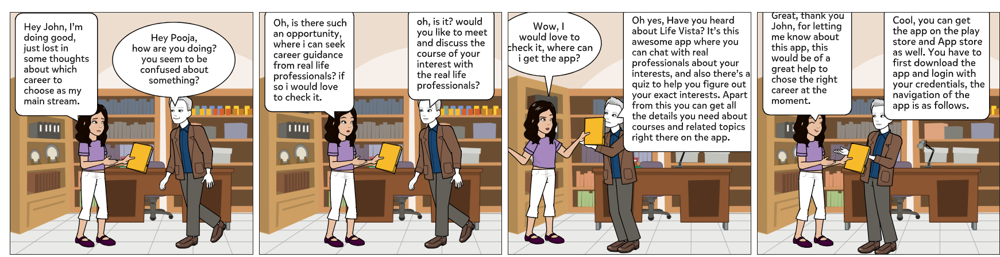 Hey John, I'm
doing good,
just lost in
some thoughts
about which
career to
choose as my
main stream.
Hey Pooja,
how are you doing?
you seem to be
confused about
something?
Oh, is there such
an opportunity,
where i can seek
career guidance
from real life
professionals? if
so i would love
to check it.
oh, is it? would
you like to meet
and discuss the
course of your
interest with
the real life
professionals?
Wow, I
would love to
check it, where can
i get the app?
Oh yes, Have you heard
about Life Vista? It's this
awesome app where you
can chat with real
professionals about your
interests, and also there's a
quiz to help you figure out
your exact interests. Apart
from this you can get all
the details you need about
courses and related topics
right there on the app.
Great, thank you
John, for letting
me know about
this app, this
would be of a
great help to
chose the right
career at the
moment.
Cool, you can get
the app on the play
store and App store
as well. You have to
first download the
app and login with
your credentials, the
navigation of the
app is as follows.